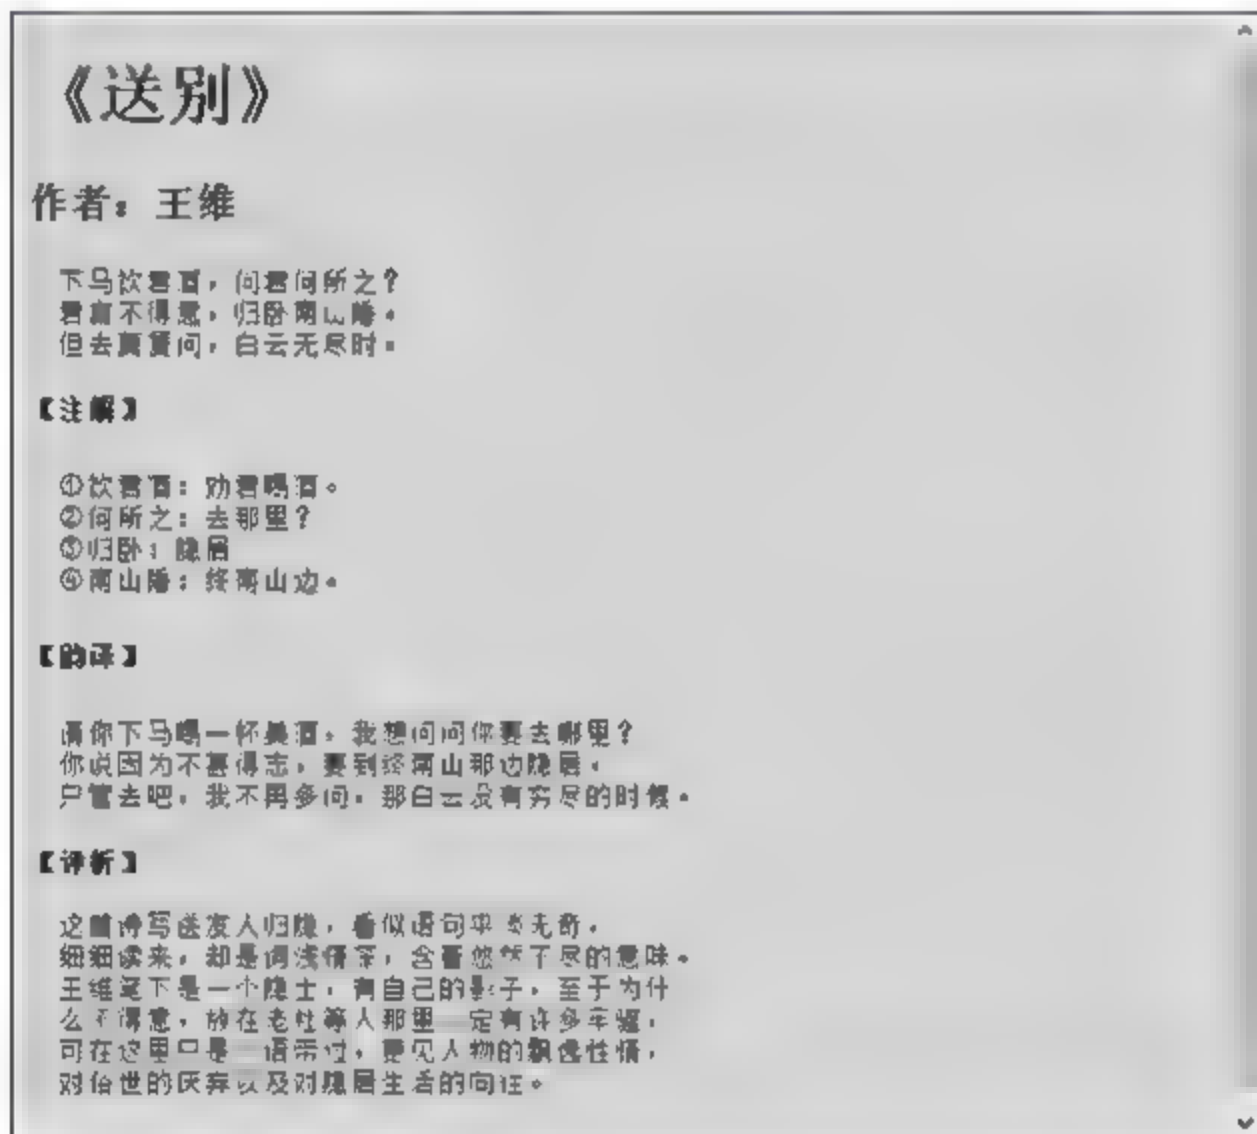 《送别》
作者：王维
下马饮君酒，问君何所之？
君言不得意，归卧南山陲。
但去莫复问，白云无尽时。
【注解】
①饮君酒：劝君喝酒。
②何所之：去那里？
③归卧：隐居
④南山陲：终南山边。
【韵译】
请你下马喝一杯美酒，我想问问你要去哪里？
你说因为不甚得志，要到终南山那边隐居。
只管去吧，我不再多问，那白云没有穷尽的时候。
【评析】
这首诗写送友人归隐，看似语句平淡无奇，
细细读来，却是词浅情深，含着悠然不尽的意味。
王维笔下是一个隐士，有自己的影子，至于为什
么不得意，放在老杜等人那里一定有许多牢骚，
可在这里只是一语带过，更见人物的飘逸性情，
对俗世的厌弃以及对隐居生活的向往。